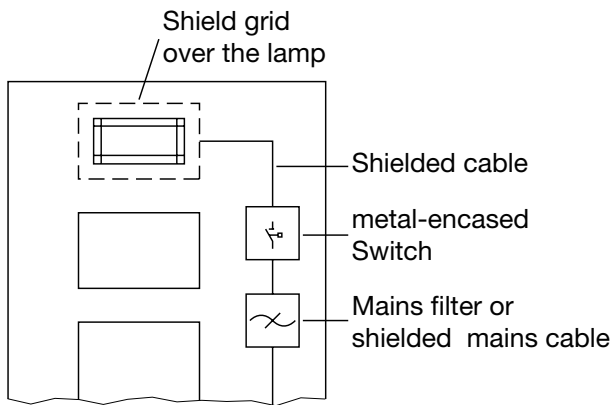 Shield grid
over the lamp
Shielded cable
metal-encased
Switch
Mains filter or
shielded  mains cable